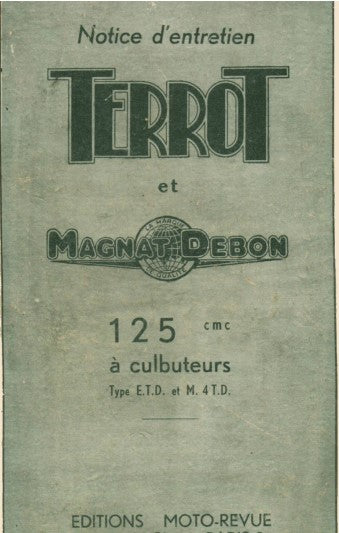 Notice d'entretien
TERROT
et
LA MARQUE
MAGNAT-DEBON
DE QUALITÉ
125 cmc
à culbuteurs
Type E.T.D. et M. 4 T.D.
EDITIONS MOTO-REVUE